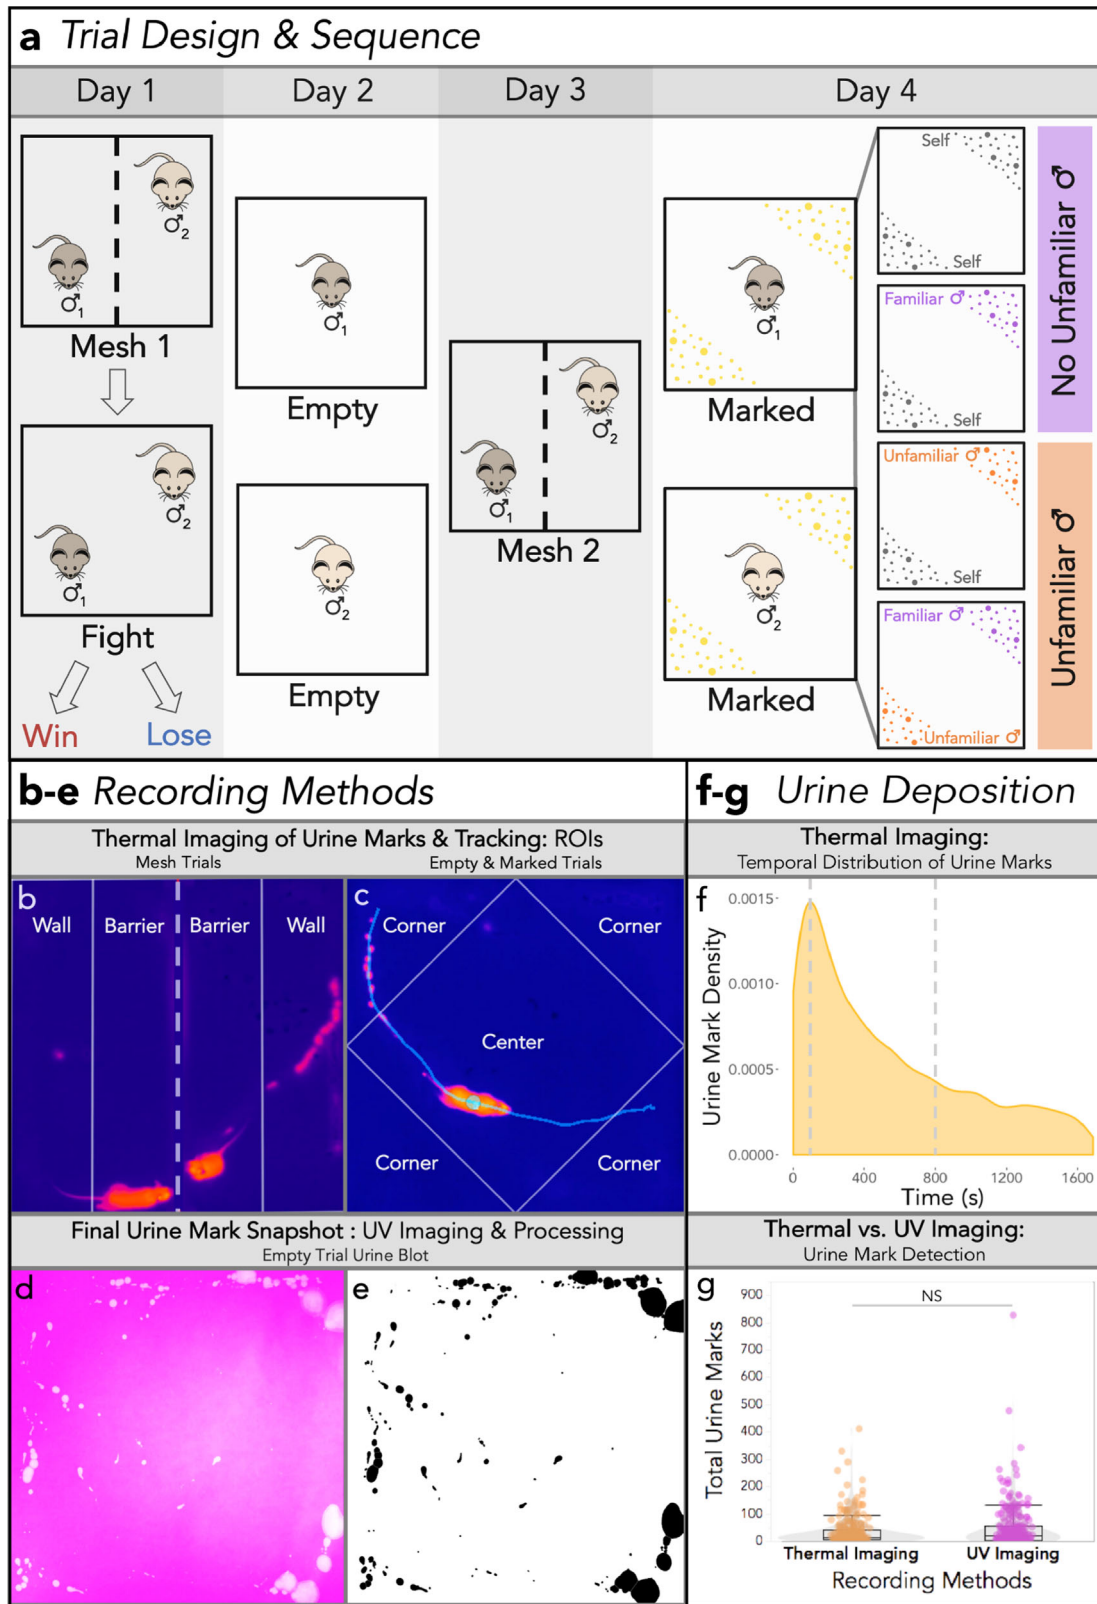 a Trial Design & Sequence
Day 1
Day 2
Day 3
Day 4
♂2
♂1
Mesh 1
♂2
♂1
Fight
Win
Lose
♂1
Empty
♂2
Empty
♂2
♂1
Mesh 2
♂1
Marked
♂2
Marked
Self
Self
Familiar ♂
Self
Unfamiliar ♂
Self
Familiar ♂
Unfamiliar ♂
No Unfamiliar ♂
Unfamiliar ♂
b-e Recording Methods
Thermal Imaging of Urine Marks & Tracking: ROIs
Mesh Trials
Empty & Marked Trials
b
Wall
Barrier
Barrier
Wall
c
Corner
Corner
Center
Corner
Corner
Final Urine Mark Snapshot : UV Imaging & Processing
Empty Trial Urine Blot
d
e
f-g Urine Deposition
Thermal Imaging:
Temporal Distribution of Urine Marks
f
Urine Mark Density
0.0015
0.0010
0.0005
0.0000
0
400
800
1200
1600
Time (s)
Thermal vs. UV Imaging:
Urine Mark Detection
g
Total Urine Marks
900
800
700
600
500
400
300
200
100
0
NS
Thermal Imaging
UV Imaging
Recording Methods